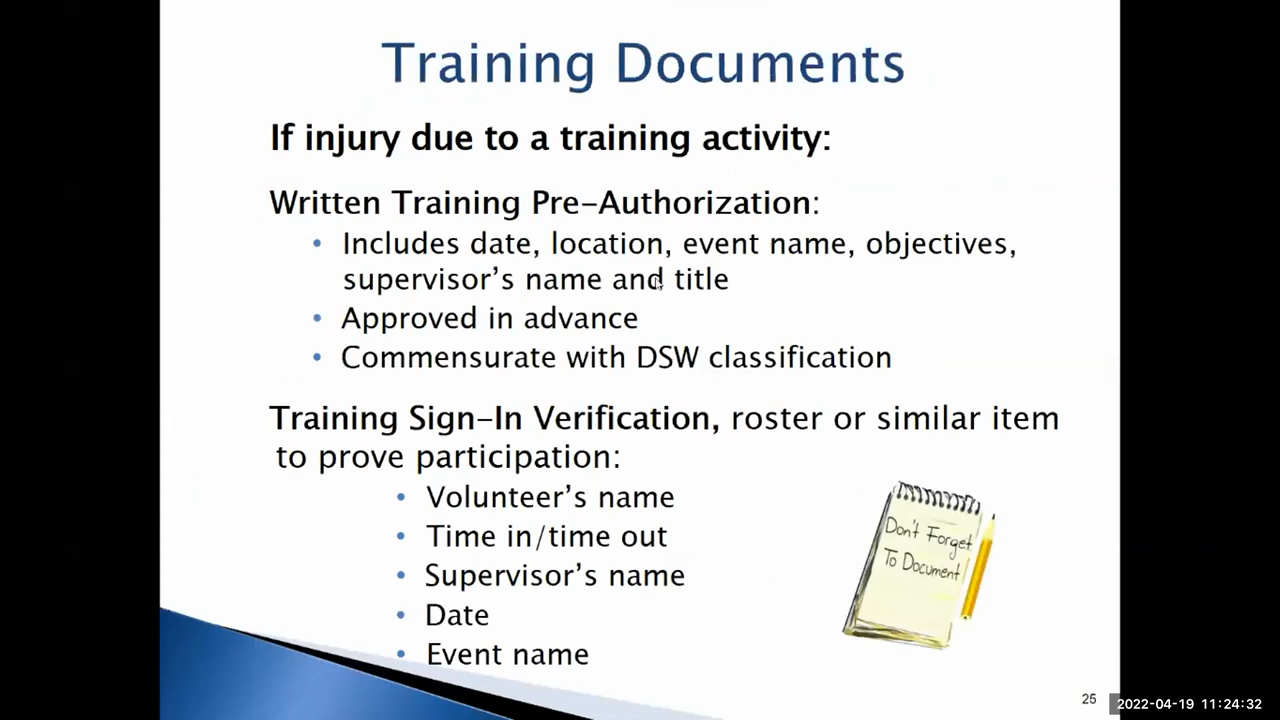 Training Documents
If injury due to a training activity:
Written Training Pre-Authorization:
• Includes date, location, event name, objectives,
supervisor's name and title
• Approved in advance
• Commensurate with DSW classification
Training Sign-In Verification, roster or similar item
to prove participation:
• Volunteer's name
• Time in/time out
• Supervisor's name
• Date
• Event name
Don't Forget
To Document
25
2022-04-19 11:24:32